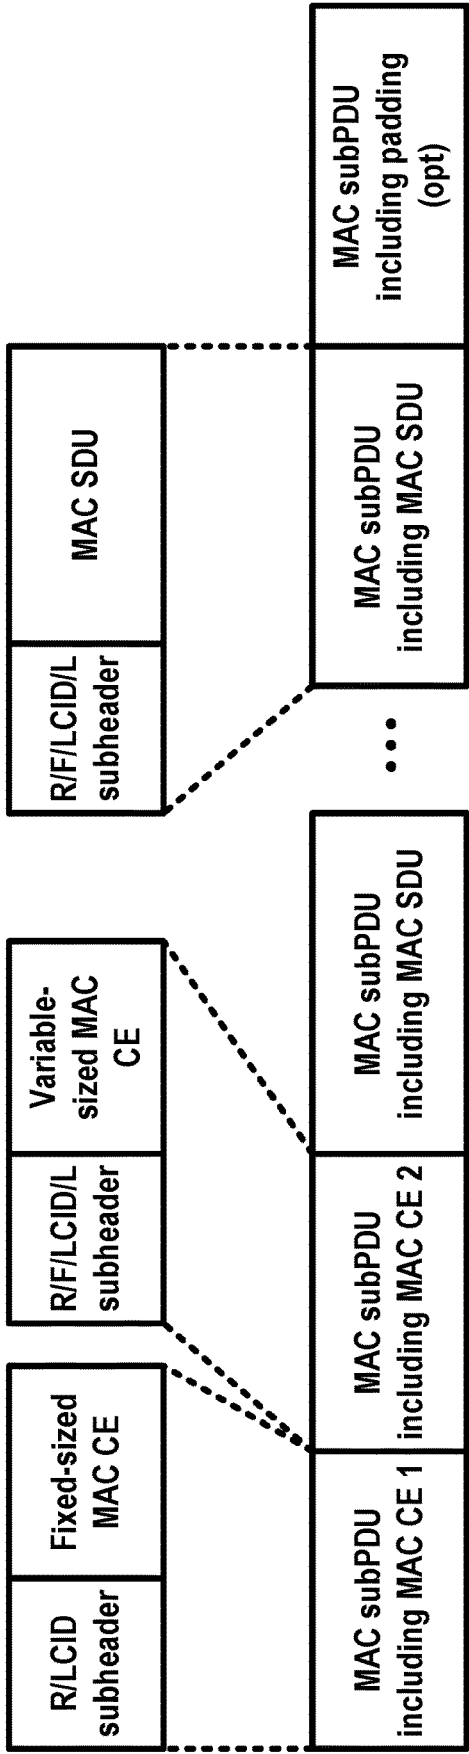 R/LCID
subheader
Fixed-sized
MAC CE
R/F/LCID/L
subheader
Variable-
sized MAC
CE
R/F/LCID/L
subheader
MAC SDU
MAC subPDU
including MAC CE 1
MAC subPDU
including MAC CE 2
MAC subPDU
including MAC SDU
...
MAC subPDU
including MAC SDU
MAC subPDU
including padding
(opt)